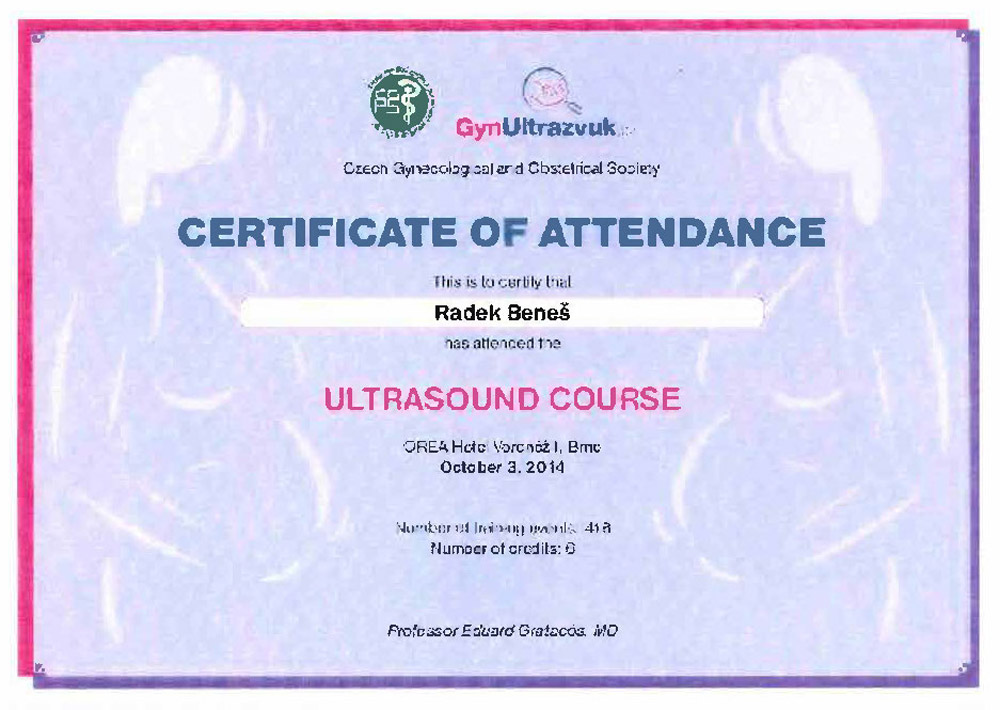 GynUltrazvuk
Czech Gynecological and Obstetrical Society
CERTIFICATE OF ATTENDANCE
This is to certify that
Radek Beneš
has attended the
ULTRASOUND COURSE
OREA Hotel Voroněž I, Brno
October 3, 2014
Number of training events:
Number of credits: 6
Professor Eduard Gratacós, MD